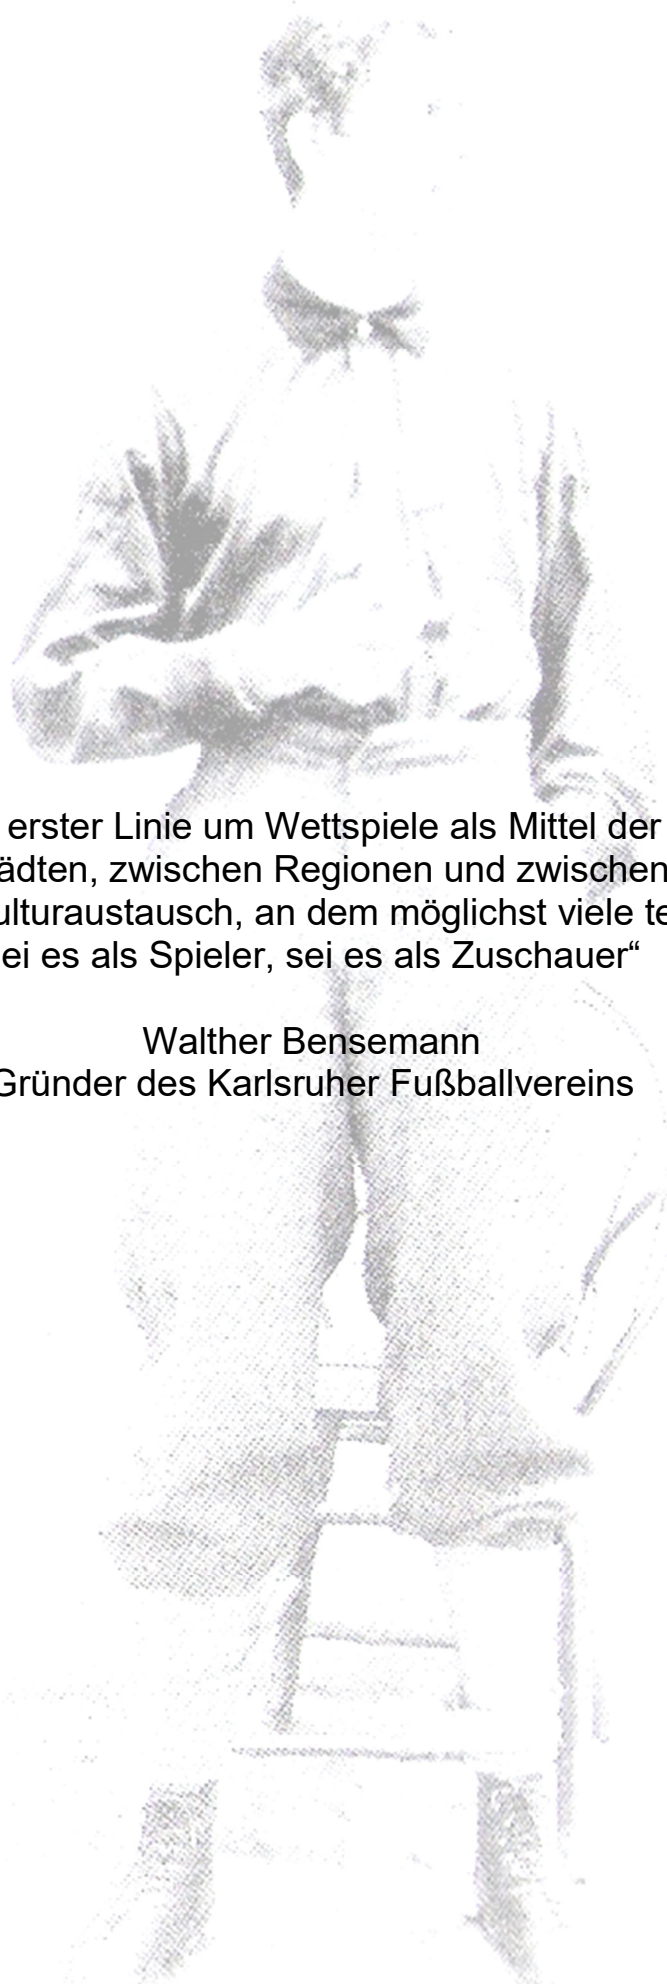 erster Linie um Wettspiele als Mittel der
ädten, zwischen Regionen und zwischen
ulturaustausch, an dem möglichst viele te
ei es als Spieler, sei es als Zuschauer“
Walther Bensemann
Gründer des Karlsruher Fußballvereins